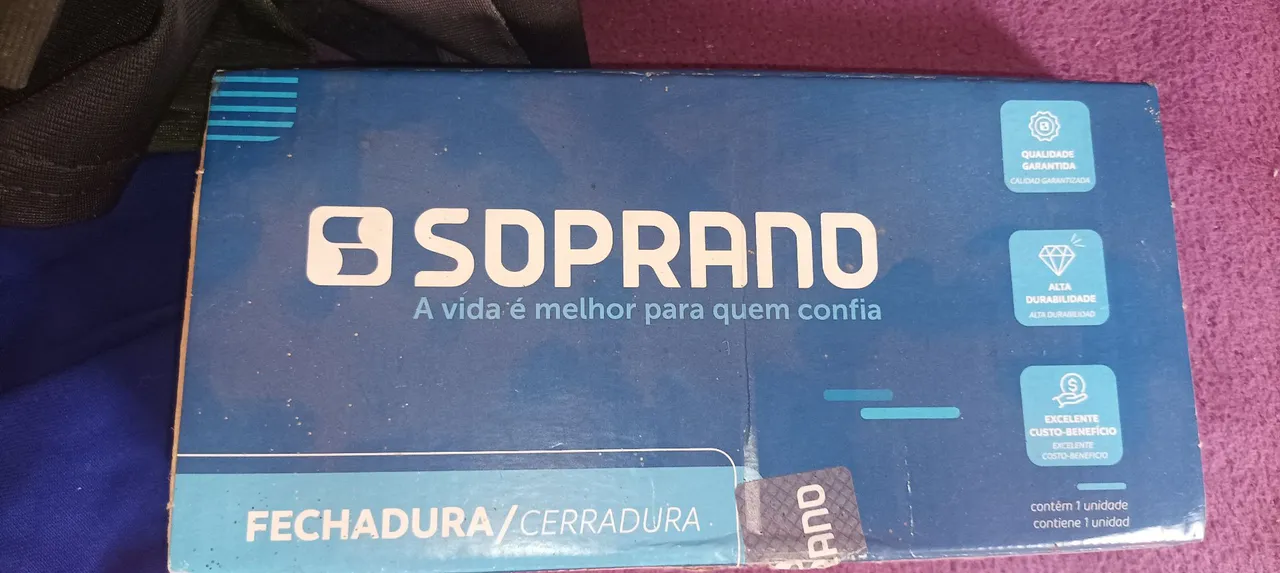 SOPRANO
A vida é melhor para quem confia
QUALIDADE
GARANTIDA
CALIDAD GARANTIZADA
ALTA
DURABILIDADE
ALTA DURABILIDAD
EXCELENTE
CUSTO-BENEFÍCIO
EXCELENTE
COSTO-BENEFICIO
contém 1 unidade
contiene 1 unidad
FECHADURA/CERRADURA
RANO